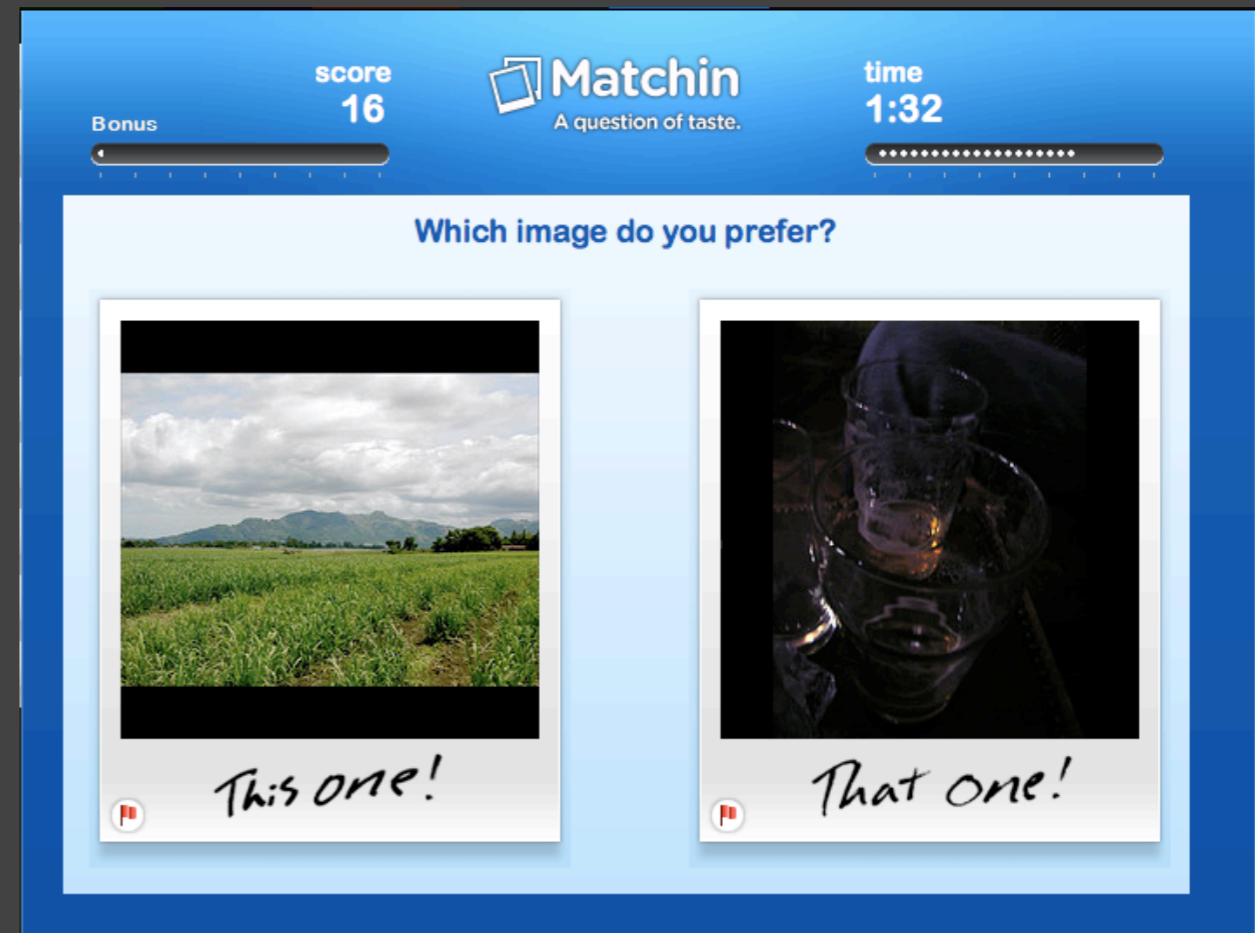 score
16
Bonus
Matchin
A question of taste.
time
1:32
Which image do you prefer?
This one!
That one!